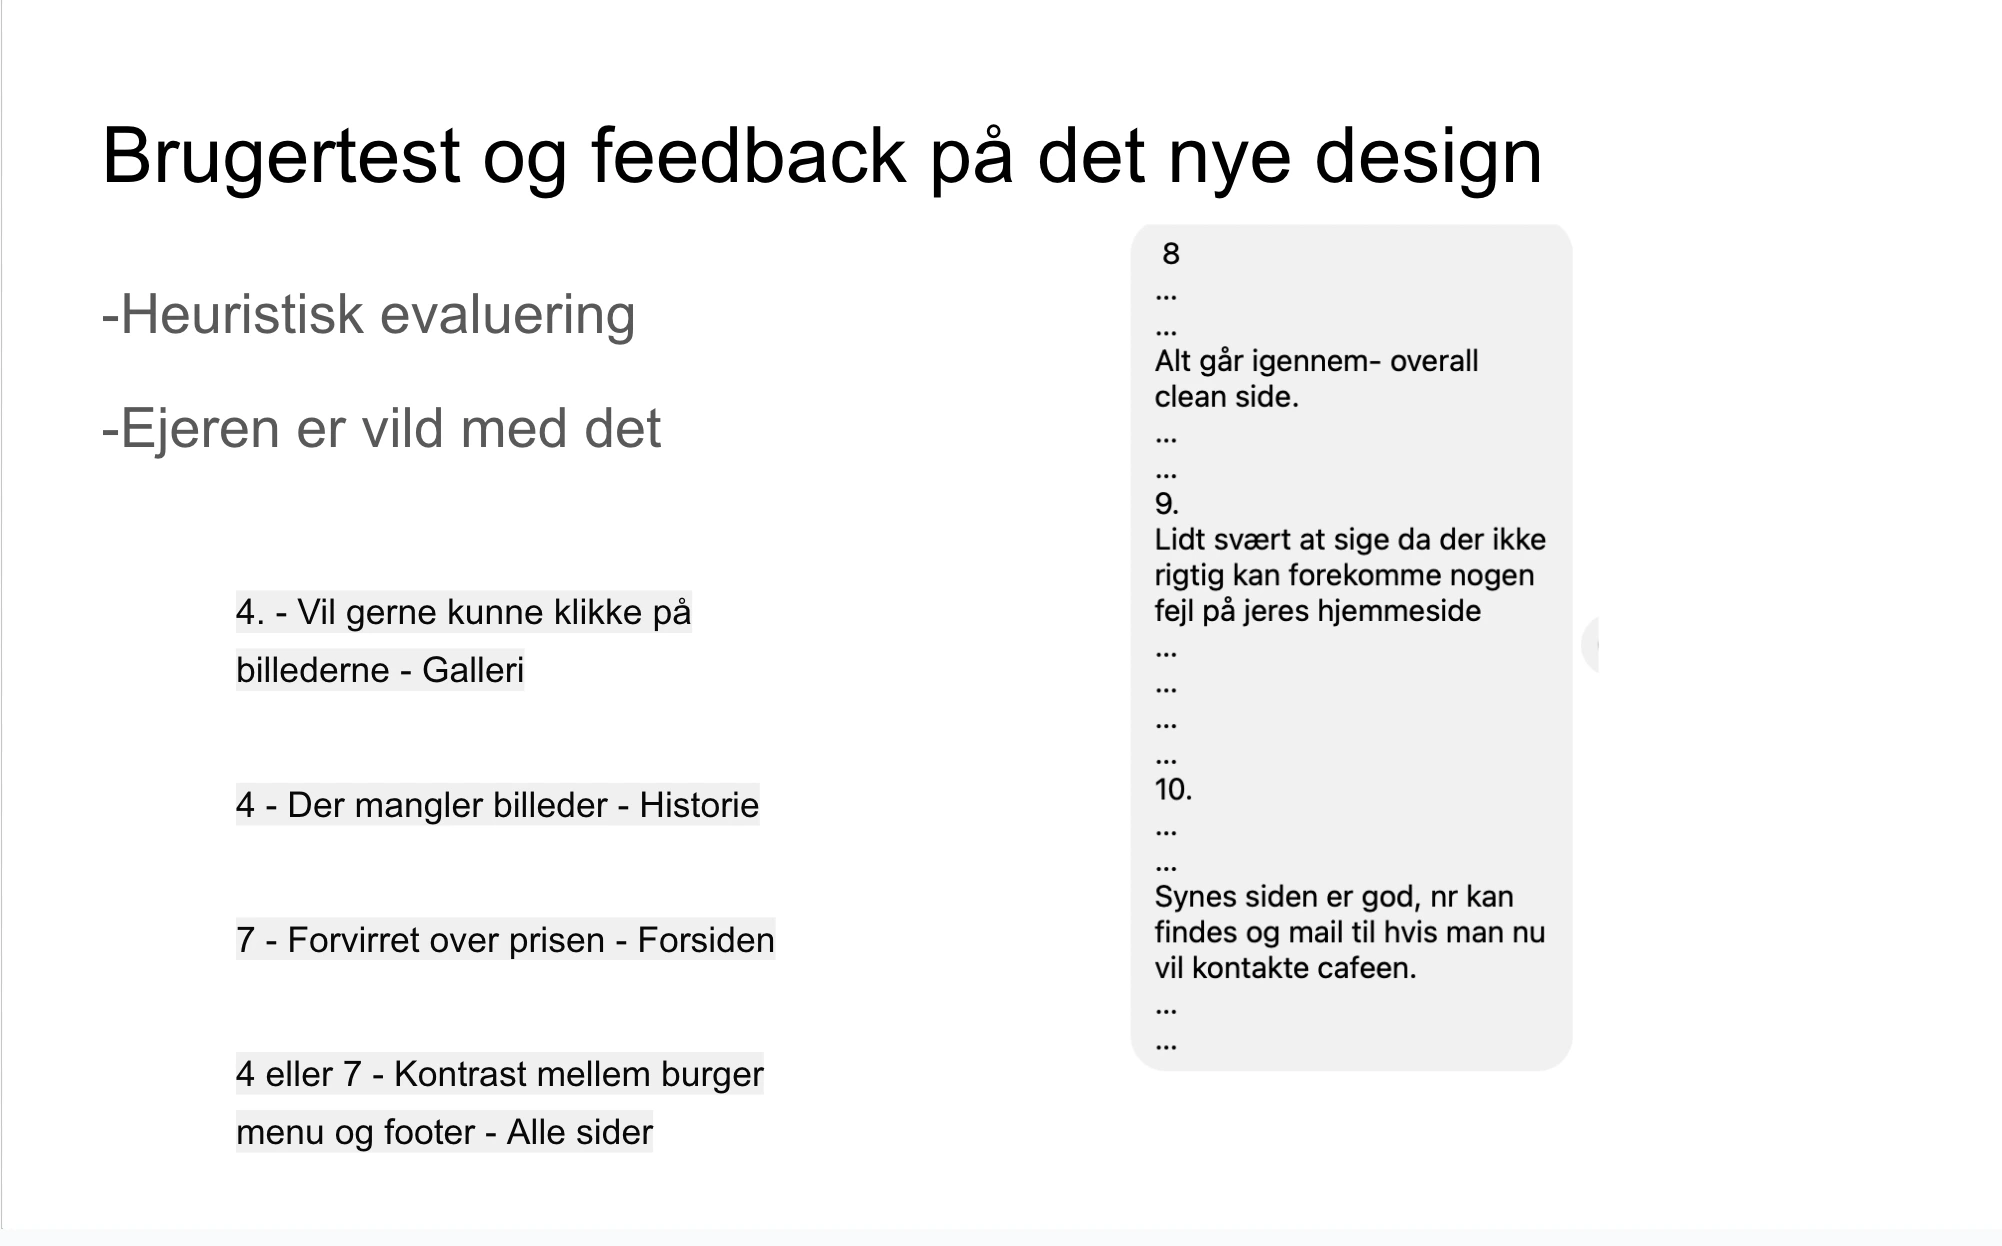 Brugertest og feedback på det nye design
-Heuristisk evaluering
-Ejeren er vild med det
4. - Vil gerne kunne klikke på
billederne - Galleri
4 - Der mangler billeder - Historie
7 - Forvirret over prisen - Forsiden
4 eller 7 - Kontrast mellem burger
menu og footer - Alle sider
8
...
...
Alt går igennem- overall
clean side.
...
...
9.
Lidt svært at sige da der ikke
rigtig kan forekomme nogen
fejl på jeres hjemmeside
...
...
...
...
10.
...
...
Synes siden er god, nr kan
findes og mail til hvis man nu
vil kontakte cafeen.
...
...